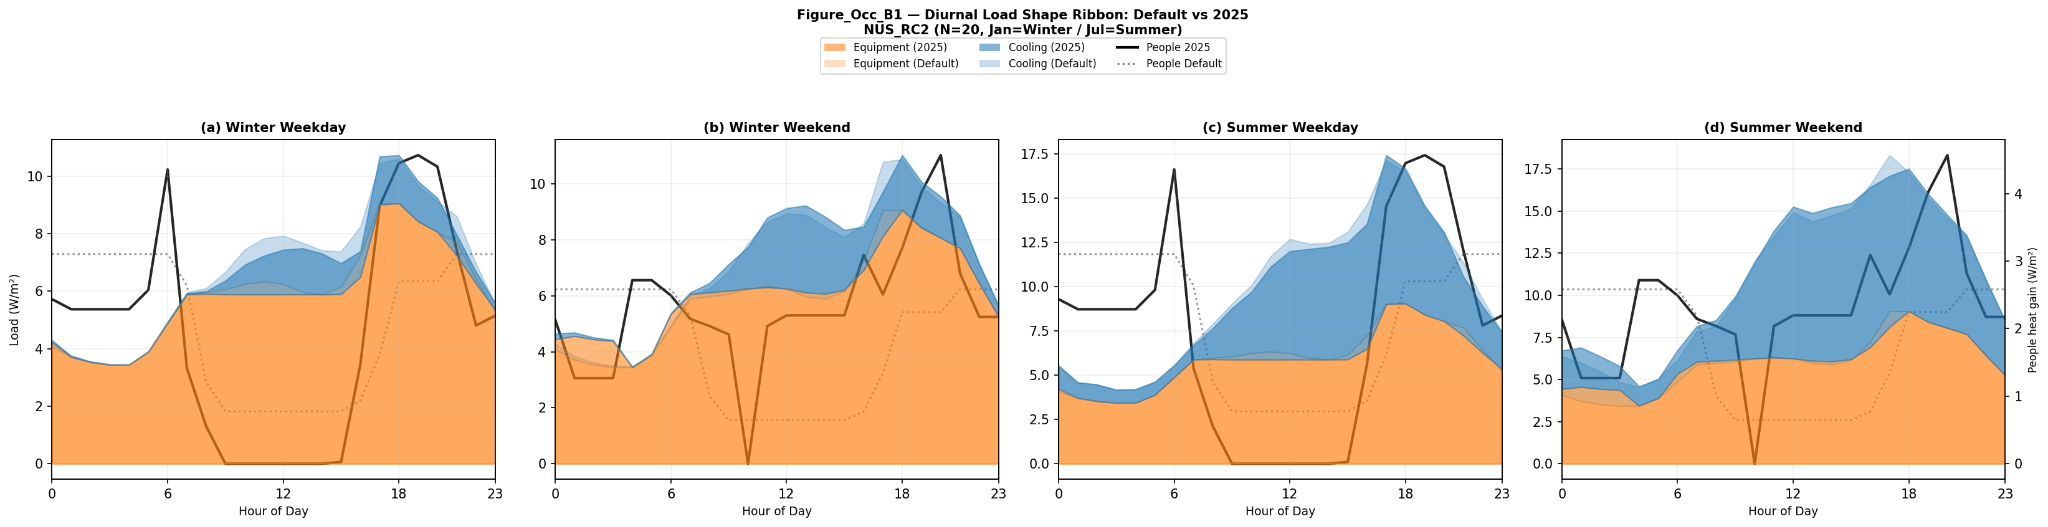 Figure_Occ_B1 — Diurnal Load Shape Ribbon: Default vs 2025
NUS_RC2 (N=20, Jan=Winter / Jul=Summer)
Equipment (2025) Cooling (2025) People 2025
Equipment (Default) Cooling (Default) People Default
(a) Winter Weekday
Load (W/m²)
10
8
6
4
2
0
0 6 12 18 23
Hour of Day
(b) Winter Weekend
10
8
6
4
2
0
0 6 12 18 23
Hour of Day
(c) Summer Weekday
17.5
15.0
12.5
10.0
7.5
5.0
2.5
0.0
0 6 12 18 23
Hour of Day
(d) Summer Weekend
17.5
15.0
12.5
10.0
7.5
5.0
2.5
0.0
0 6 12 18 23
Hour of Day
4
3
2
1
0
People heat gain (W/m²)